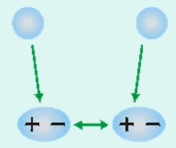 + − + −